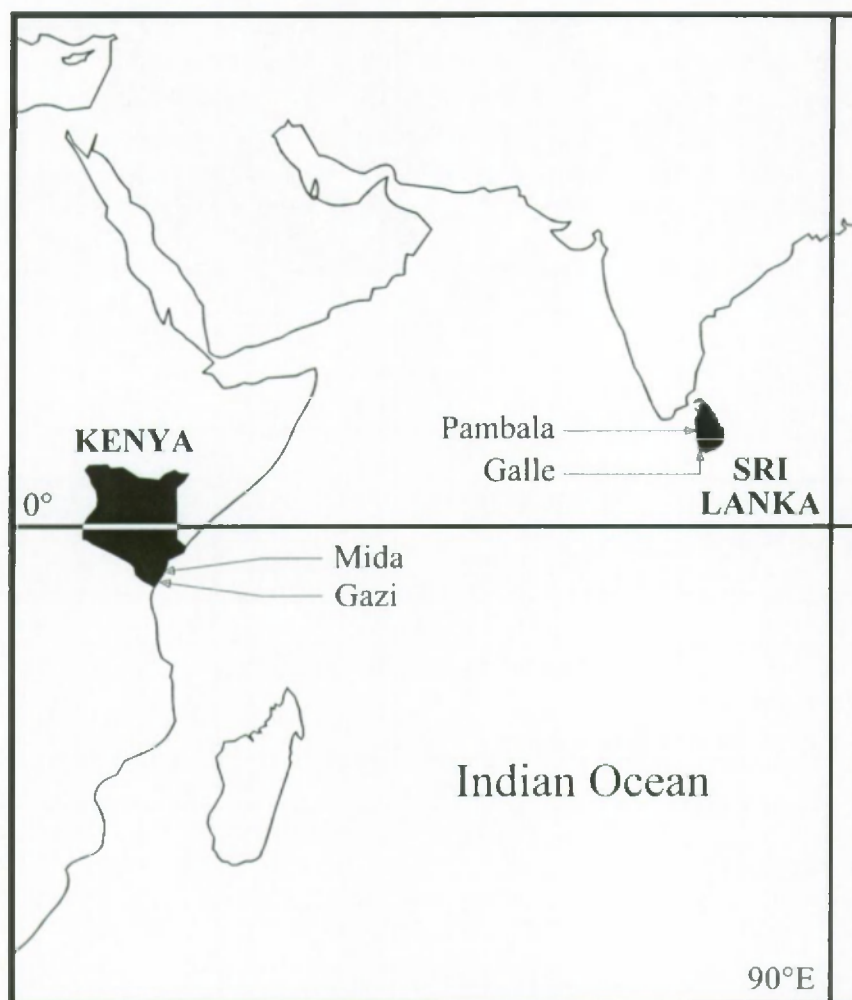 KENYA
0°
Pambala
Galle
SRI
LANKA
Mida
Gazi
Indian Ocean
90°E